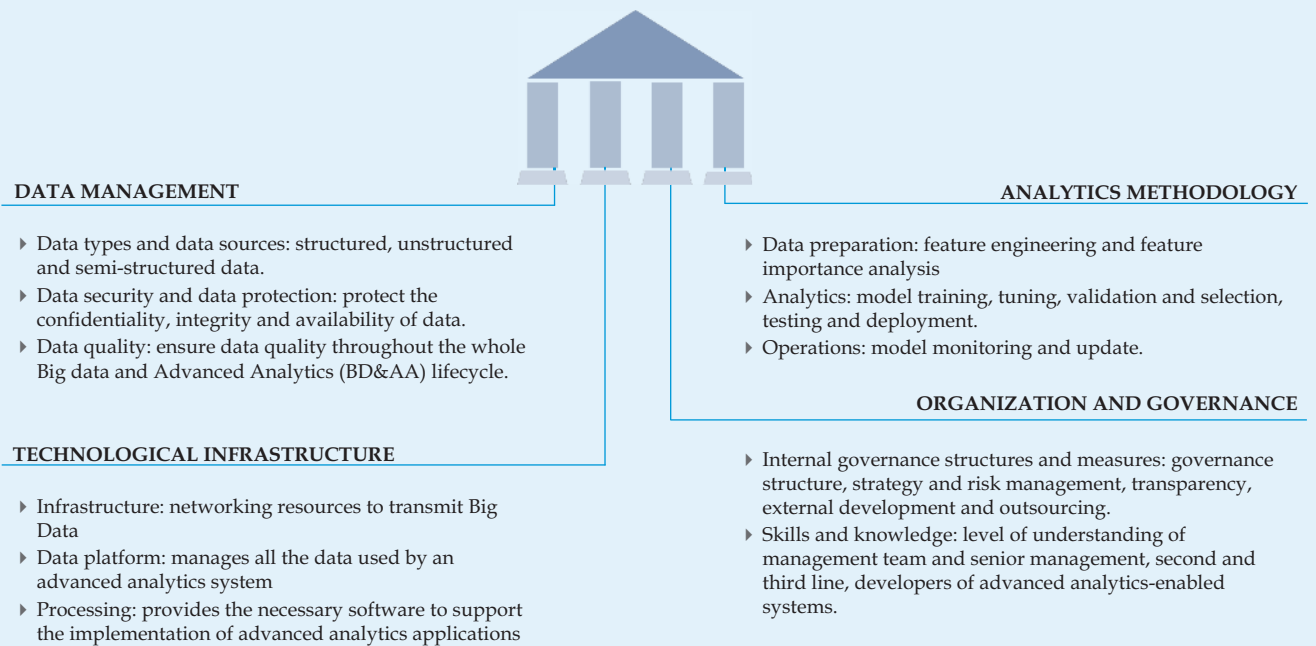 DATA MANAGEMENT
‣ Data types and data sources: structured, unstructured
and semi-structured data.
‣ Data security and data protection: protect the
confidentiality, integrity and availability of data.
‣ Data quality: ensure data quality throughout the whole
Big data and Advanced Analytics (BD&AA) lifecycle.
TECHNOLOGICAL INFRASTRUCTURE
‣ Infrastructure: networking resources to transmit Big
Data
‣ Data platform: manages all the data used by an
advanced analytics system
‣ Processing: provides the necessary software to support
the implementation of advanced analytics applications
ANALYTICS METHODOLOGY
‣ Data preparation: feature engineering and feature
importance analysis
‣ Analytics: model training, tuning, validation and selection,
testing and deployment.
‣ Operations: model monitoring and update.
ORGANIZATION AND GOVERNANCE
‣ Internal governance structures and measures: governance
structure, strategy and risk management, transparency,
external development and outsourcing.
‣ Skills and knowledge: level of understanding of
management team and senior management, second and
third line, developers of advanced analytics-enabled
systems.